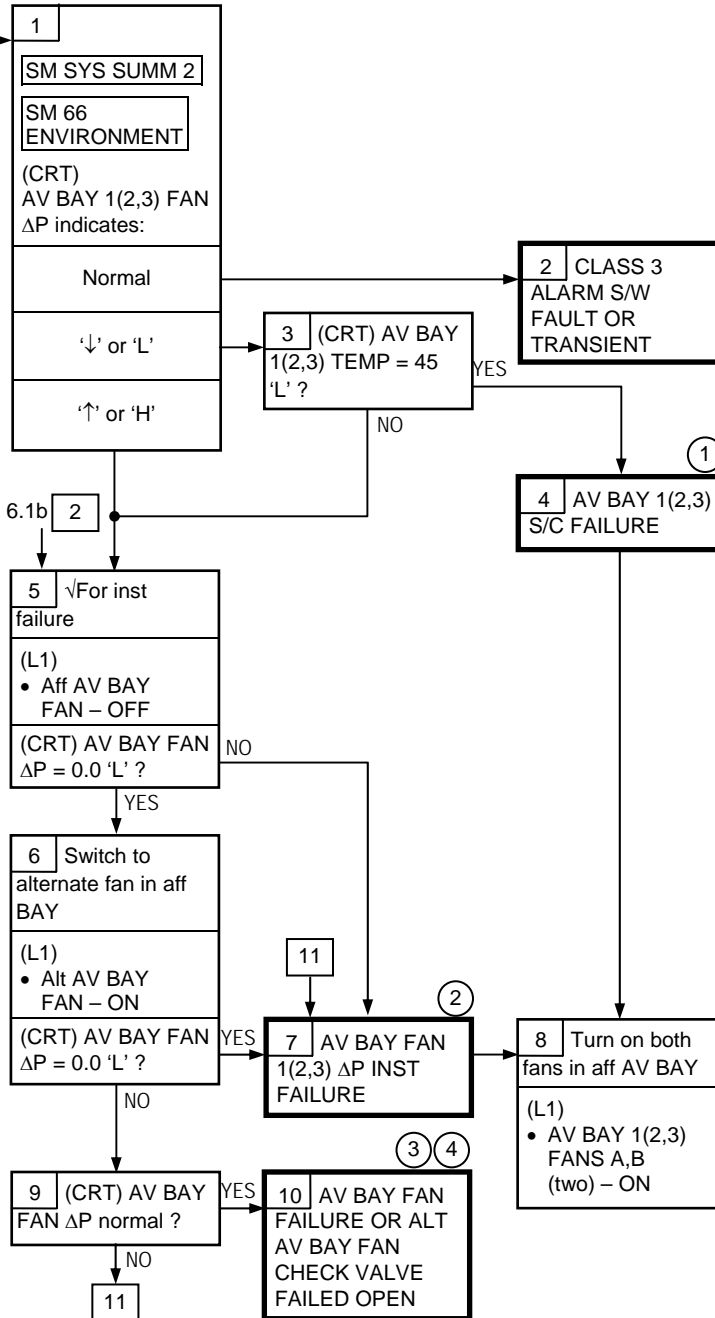 1
SM SYS SUMM 2
SM 66
ENVIRONMENT
(CRT)
AV BAY 1(2,3) FAN
∆P indicates:
Normal
‘↓’ or ‘L’
‘↑’ or ‘H’
2 CLASS 3
ALARM S/W
FAULT OR
TRANSIENT
3 (CRT) AV BAY
1(2,3) TEMP = 45
‘L’ ?
YES
NO
1
4 AV BAY 1(2,3)
S/C FAILURE
6.1b 2
5 √For inst
failure
(L1)
• Aff AV BAY
FAN – OFF
(CRT) AV BAY FAN
∆P = 0.0 ‘L’ ?
NO
YES
6 Switch to
alternate fan in aff
BAY
(L1)
• Alt AV BAY
FAN – ON
(CRT) AV BAY FAN
∆P = 0.0 ‘L’ ?
YES
NO
11
2
7 AV BAY FAN
1(2,3) ∆P INST
FAILURE
8 Turn on both
fans in aff AV BAY
(L1)
• AV BAY 1(2,3)
FANS A,B
(two) – ON
9 (CRT) AV BAY
FAN ∆P normal ?
YES
NO
11
3 4
10 AV BAY FAN
FAILURE OR ALT
AV BAY FAN
CHECK VALVE
FAILED OPEN